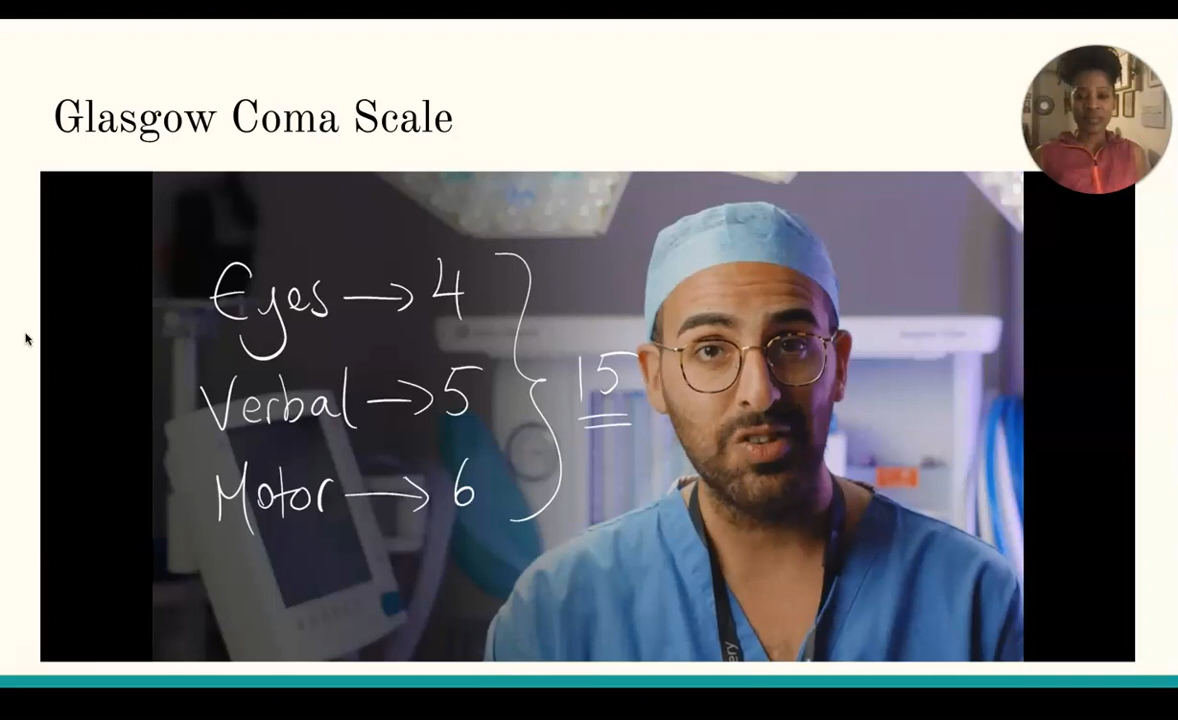 Glasgow Coma Scale
Eyes → 4
Verbal → 5
Motor → 6
15